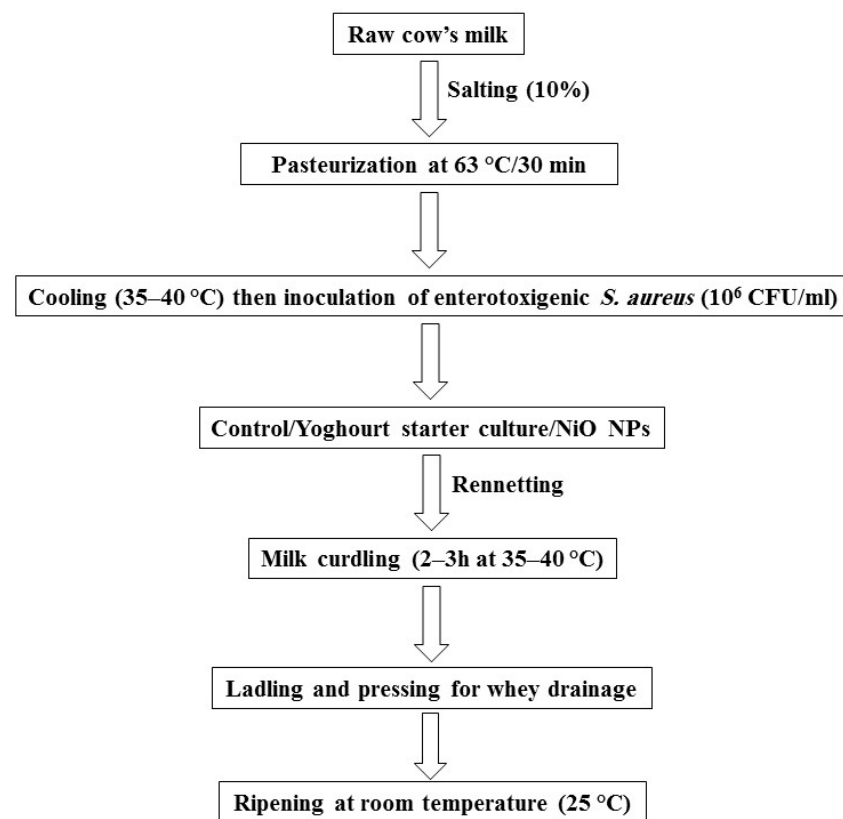 Raw cow’s milk
Salting (10%)
Pasteurization at 63 °C/30 min
Cooling (35–40 °C) then inoculation of enterotoxigenic S. aureus (10⁶ CFU/ml)
Control/Yoghourt starter culture/NiO NPs
Rennetting
Milk curdling (2–3h at 35–40 °C)
Ladling and pressing for whey drainage
Ripening at room temperature (25 °C)